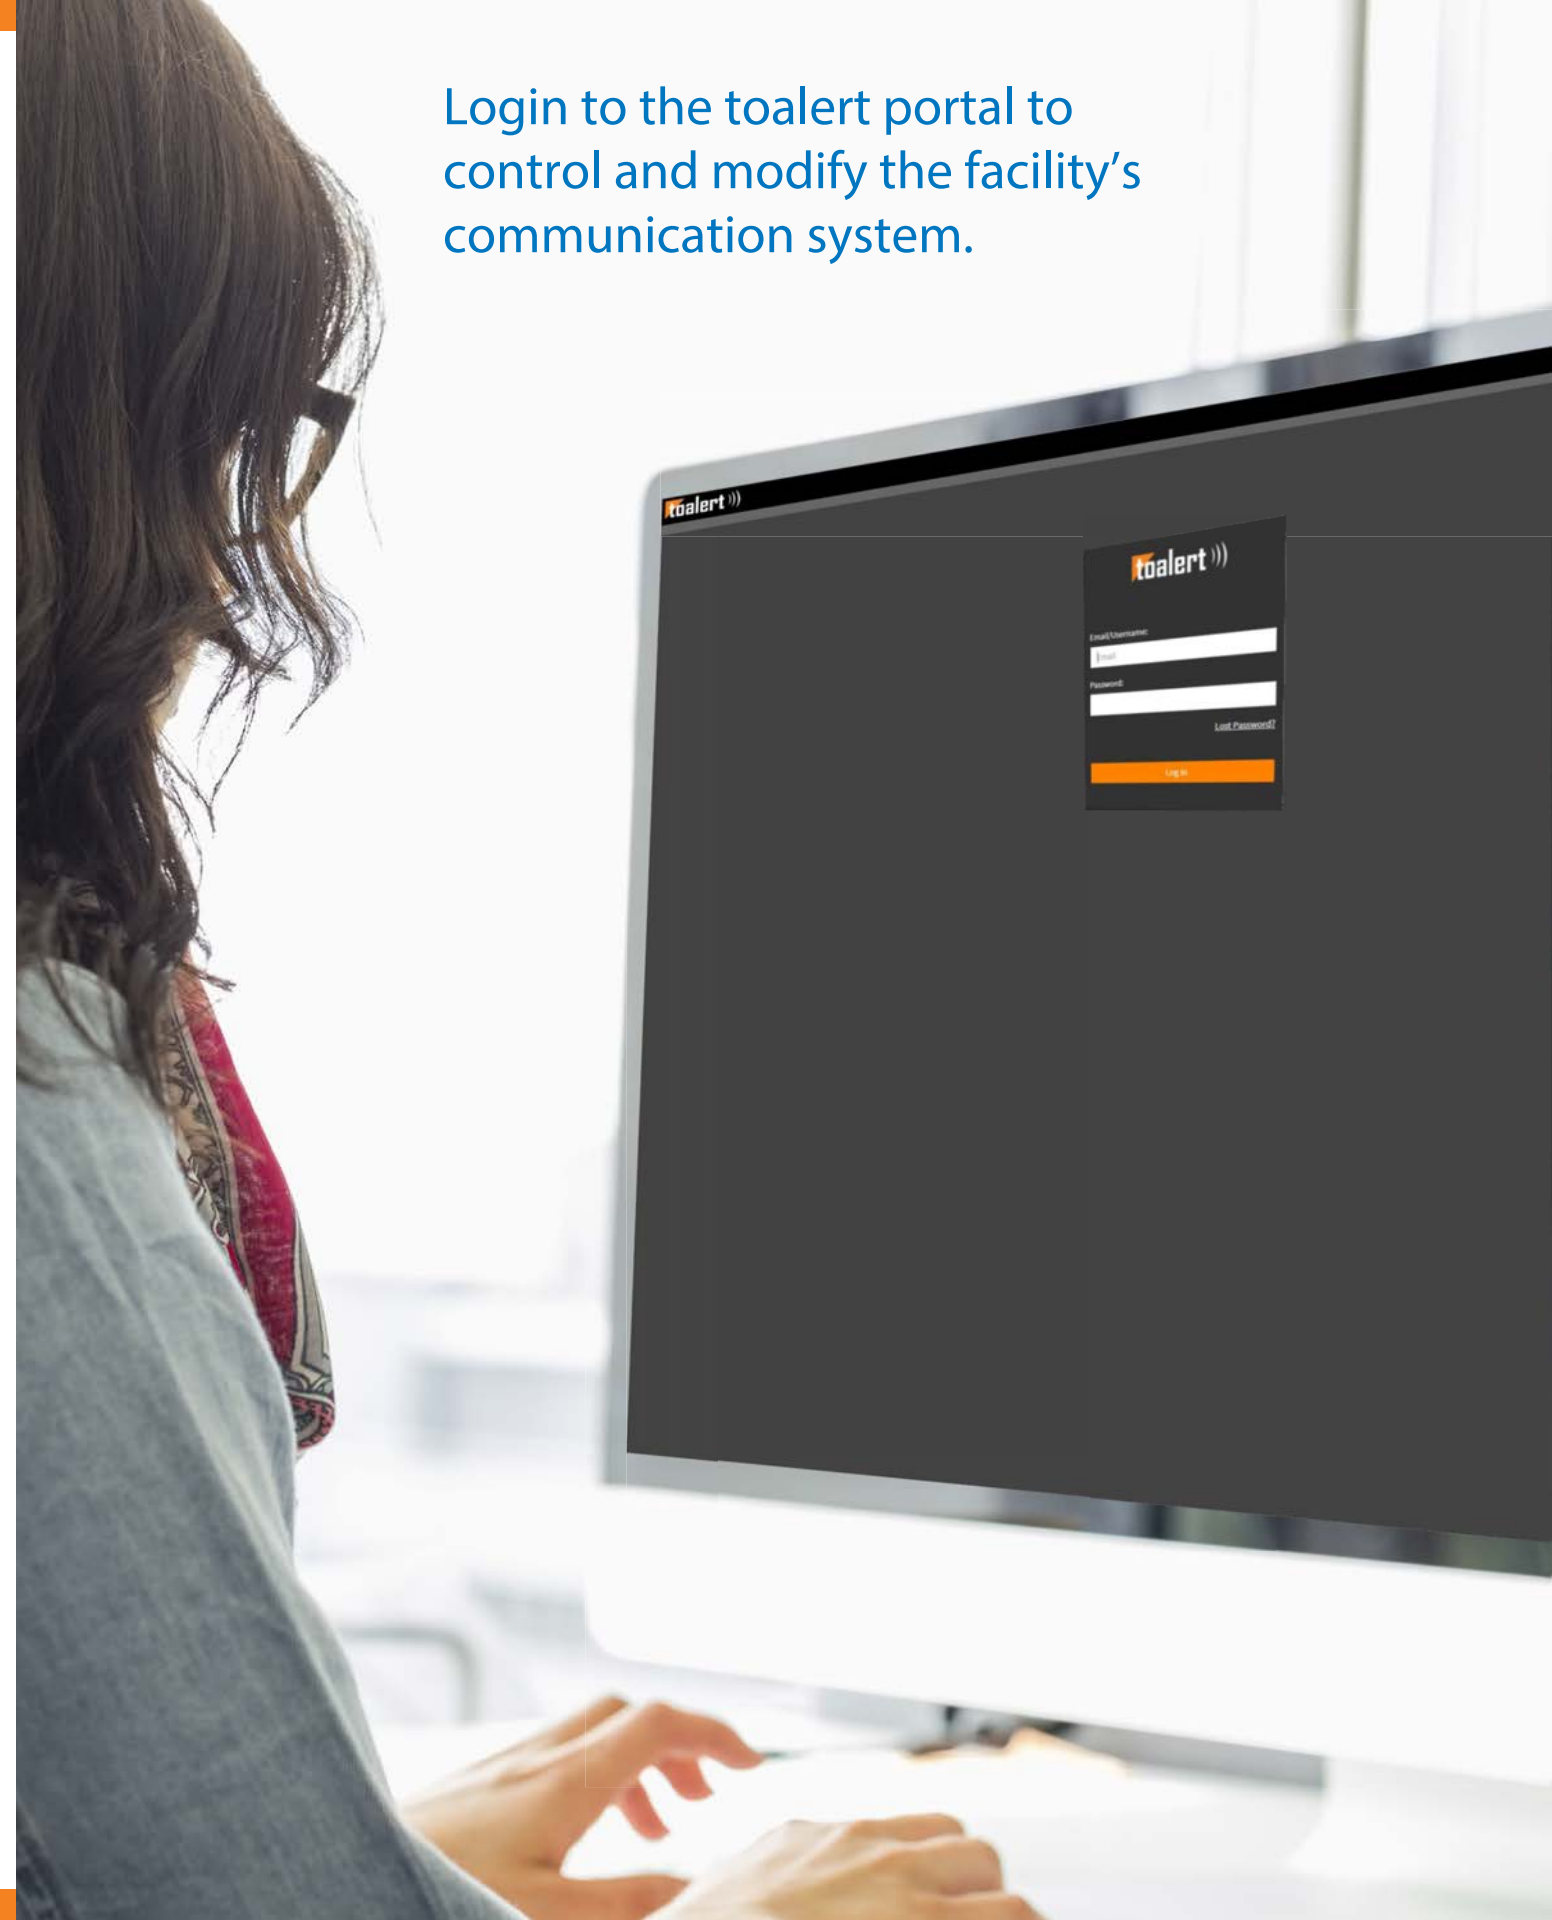 Login to the toalert portal to
control and modify the facility’s
communication system.
toalert
toalert
Email/Username:
Email
Password:
Lost Password?
Log in